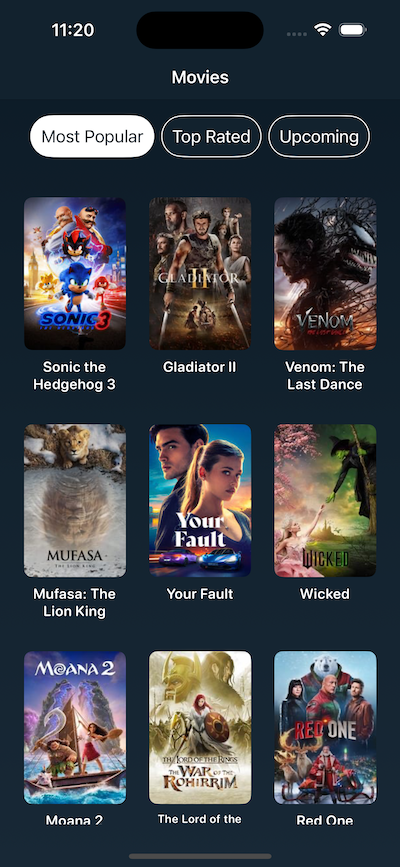 11:20
Movies
Most Popular
Top Rated
Upcoming
SONIC 3
GLADIATOR
II
VENOM
Sonic the
Hedgehog 3
Gladiator II
Venom: The
Last Dance
MUFASA
THE LION KING
Your
Fault
WICKED
Mufasa: The
Lion King
Your Fault
Wicked
MOANA 2
THE LORD OF THE RINGS
THE WAR OF THE
ROHIRRIM
RED ONE
Moana 2
The Lord of the
Red One